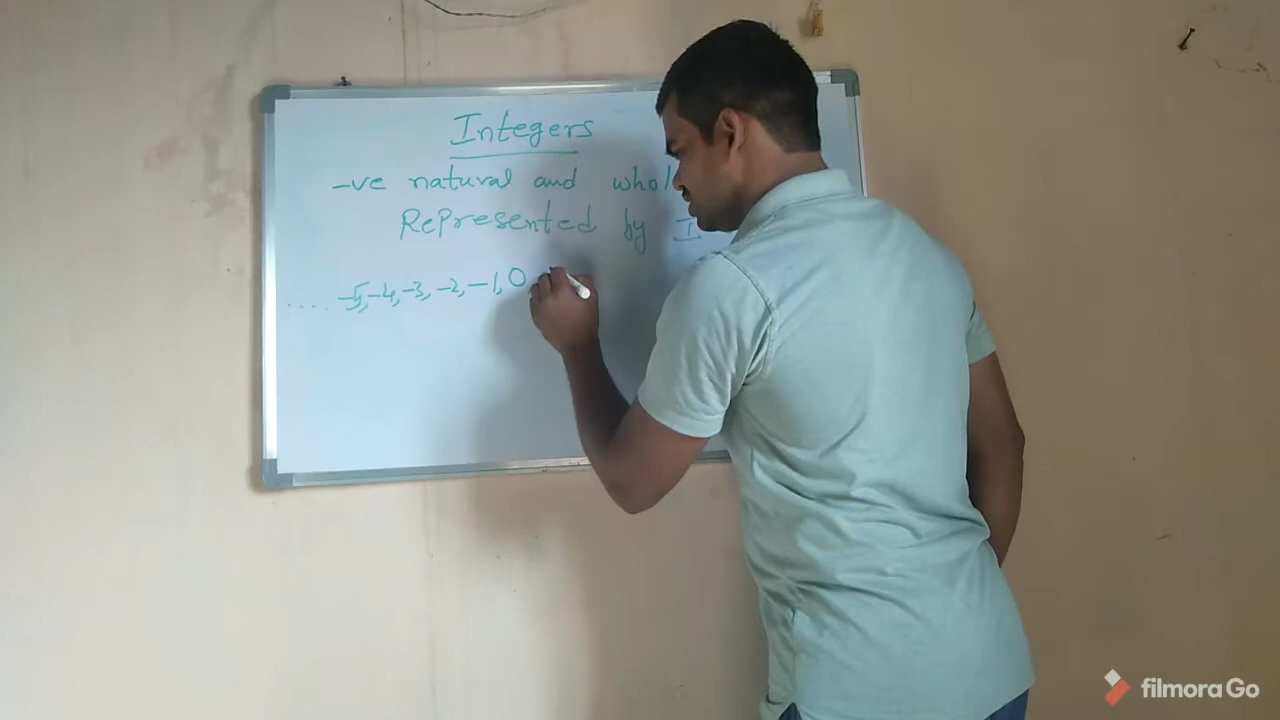 Integers
-ve natural and whol
Represented by I
..... -5, -4, -3, -2, -1, 0
filmora Go